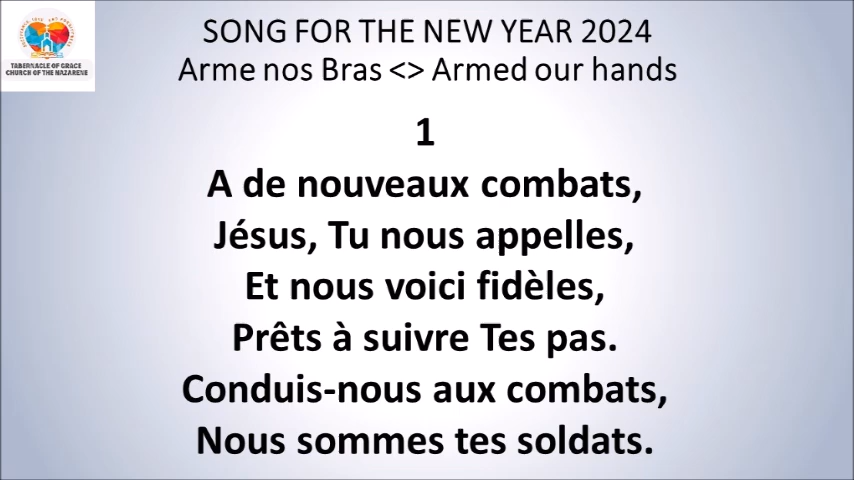 TABERNACLE OF GRACE
CHURCH OF THE NAZARENE
SONG FOR THE NEW YEAR 2024
Arme nos Bras <> Armed our hands
1
A de nouveaux combats,
Jésus, Tu nous appelles,
Et nous voici fidèles,
Prêts à suivre Tes pas.
Conduis-nous aux combats,
Nous sommes tes soldats.